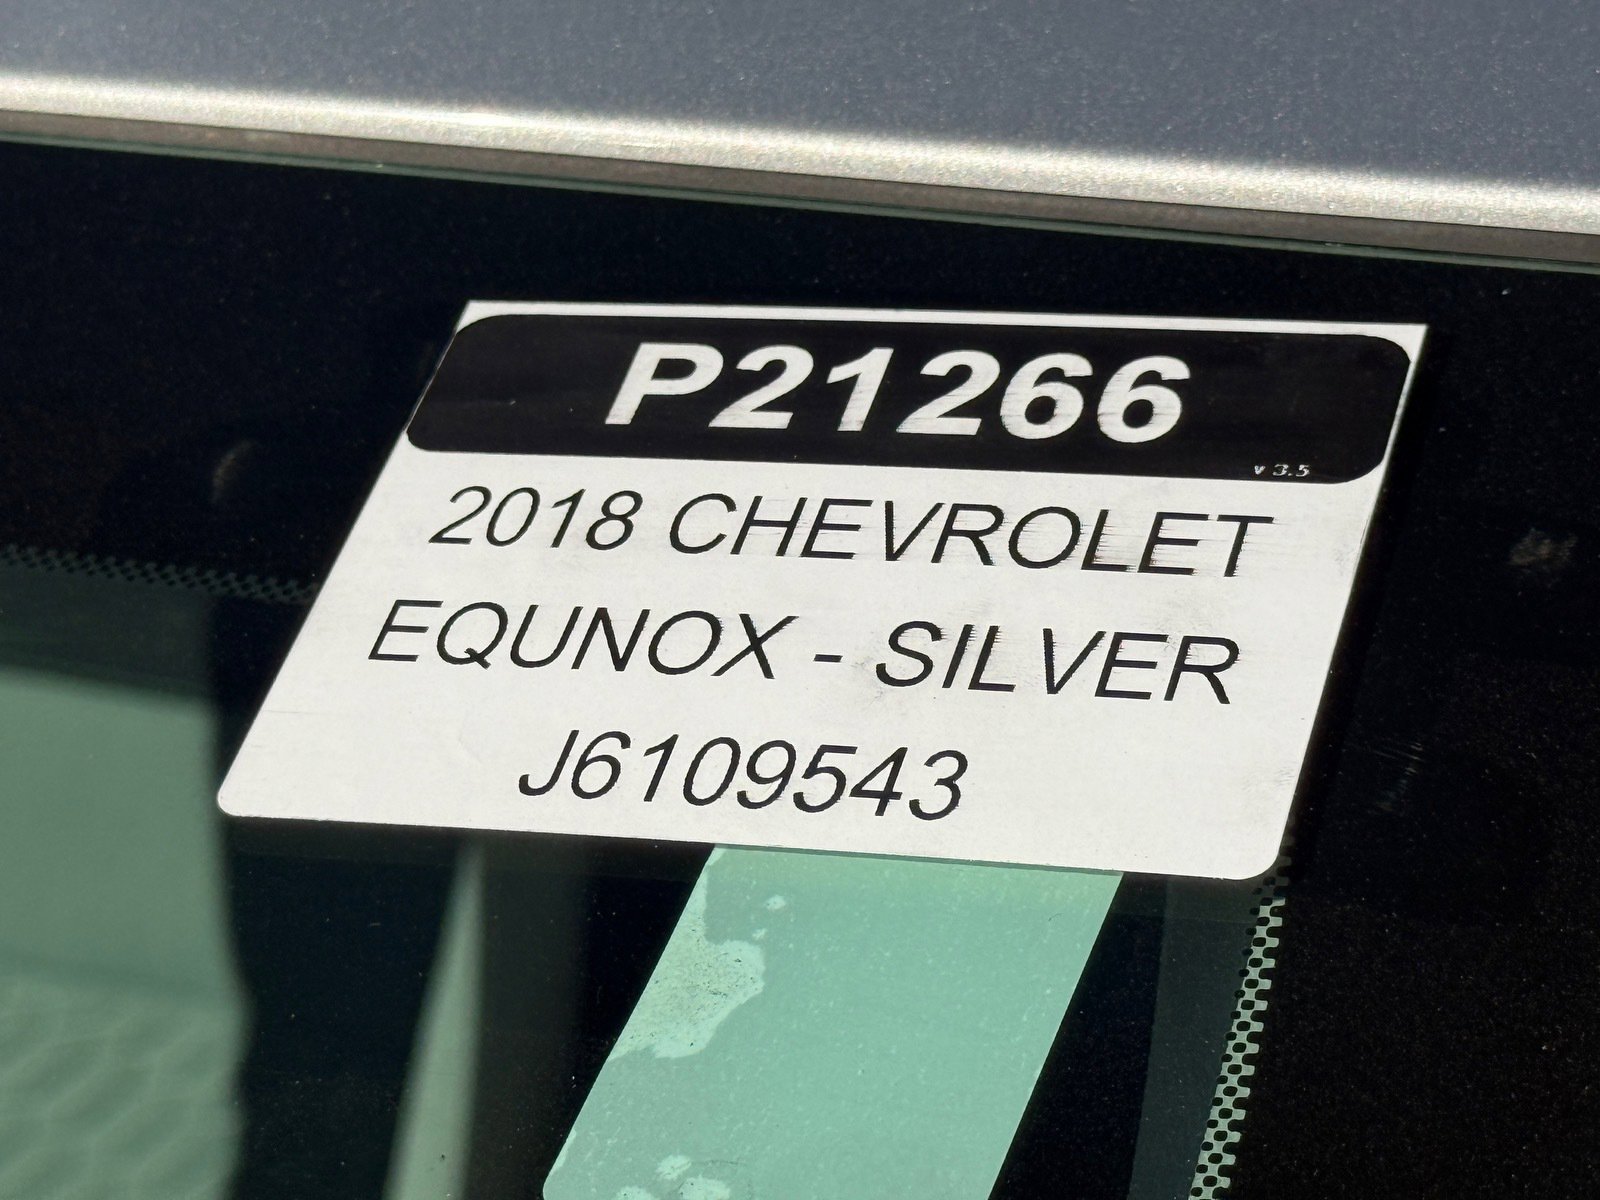 P21266
v 3.5
2018 CHEVROLET
EQUNOX - SILVER
J6109543